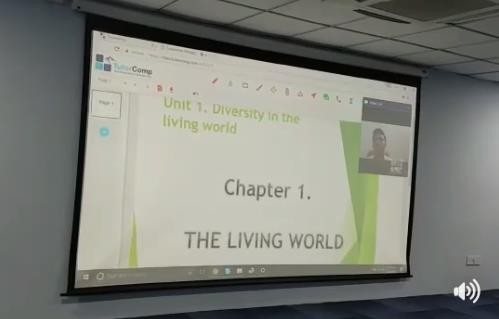 TutorComp
Page 1
Unit 1. Diversity in the
living world
Chapter 1.
THE LIVING WORLD